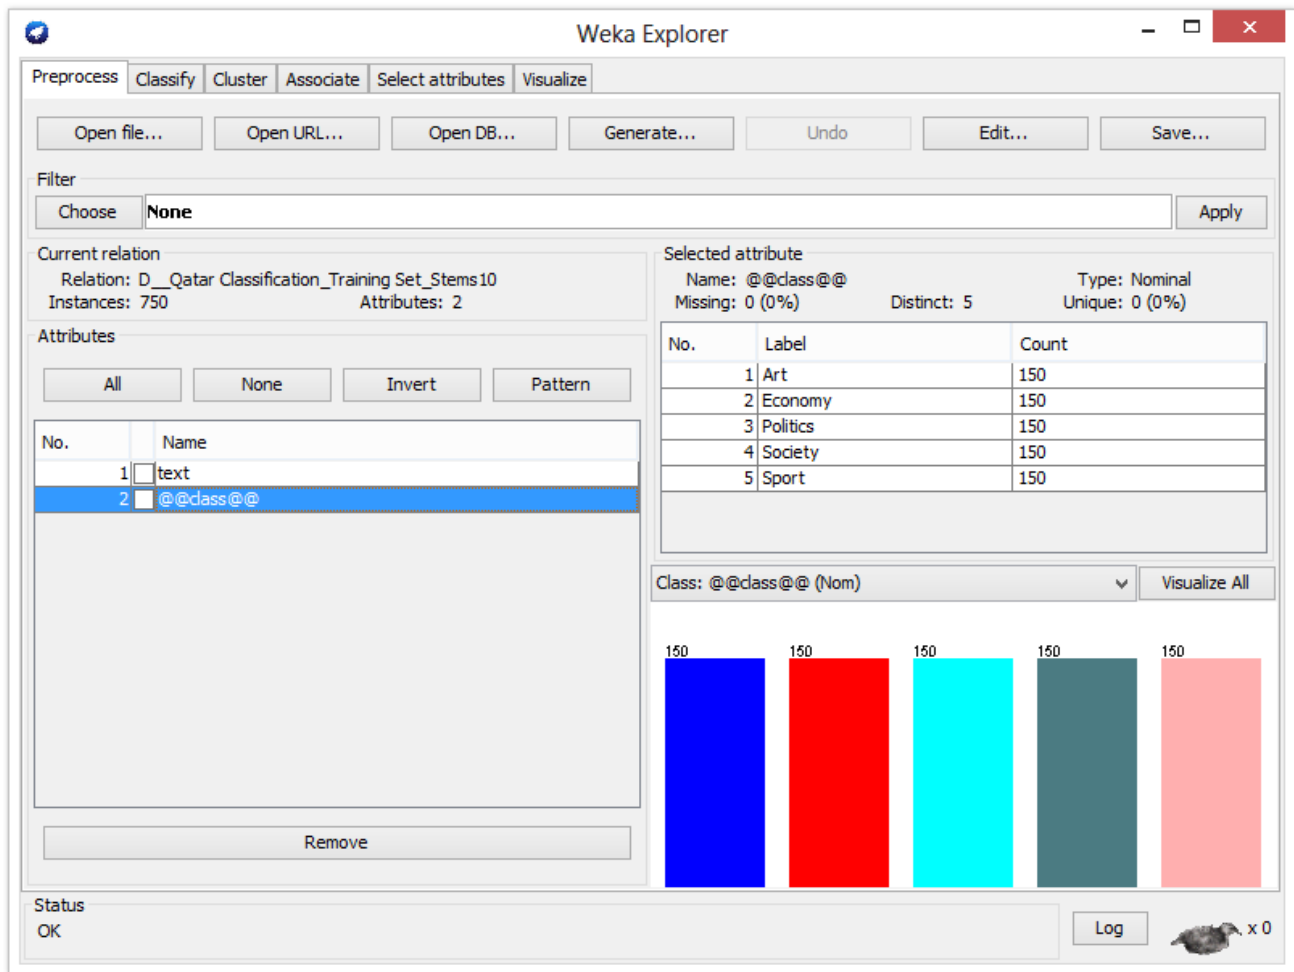 Weka Explorer
Preprocess Classify Cluster Associate Select attributes Visualize
Open file... Open URL... Open DB... Generate... Undo Edit... Save...
Filter
Choose None Apply
Current relation
Relation: D__Qatar Classification_Training Set_Stems10
Instances: 750 Attributes: 2
Attributes
All None Invert Pattern
No. Name
1 text
2 @@class@@
Remove
Selected attribute
Name: @@class@@ Type: Nominal
Missing: 0 (0%) Distinct: 5 Unique: 0 (0%)
No. Label Count
1 Art 150
2 Economy 150
3 Politics 150
4 Society 150
5 Sport 150
Class: @@class@@ (Nom) Visualize All
150 150 150 150 150
Status
OK
Log x 0